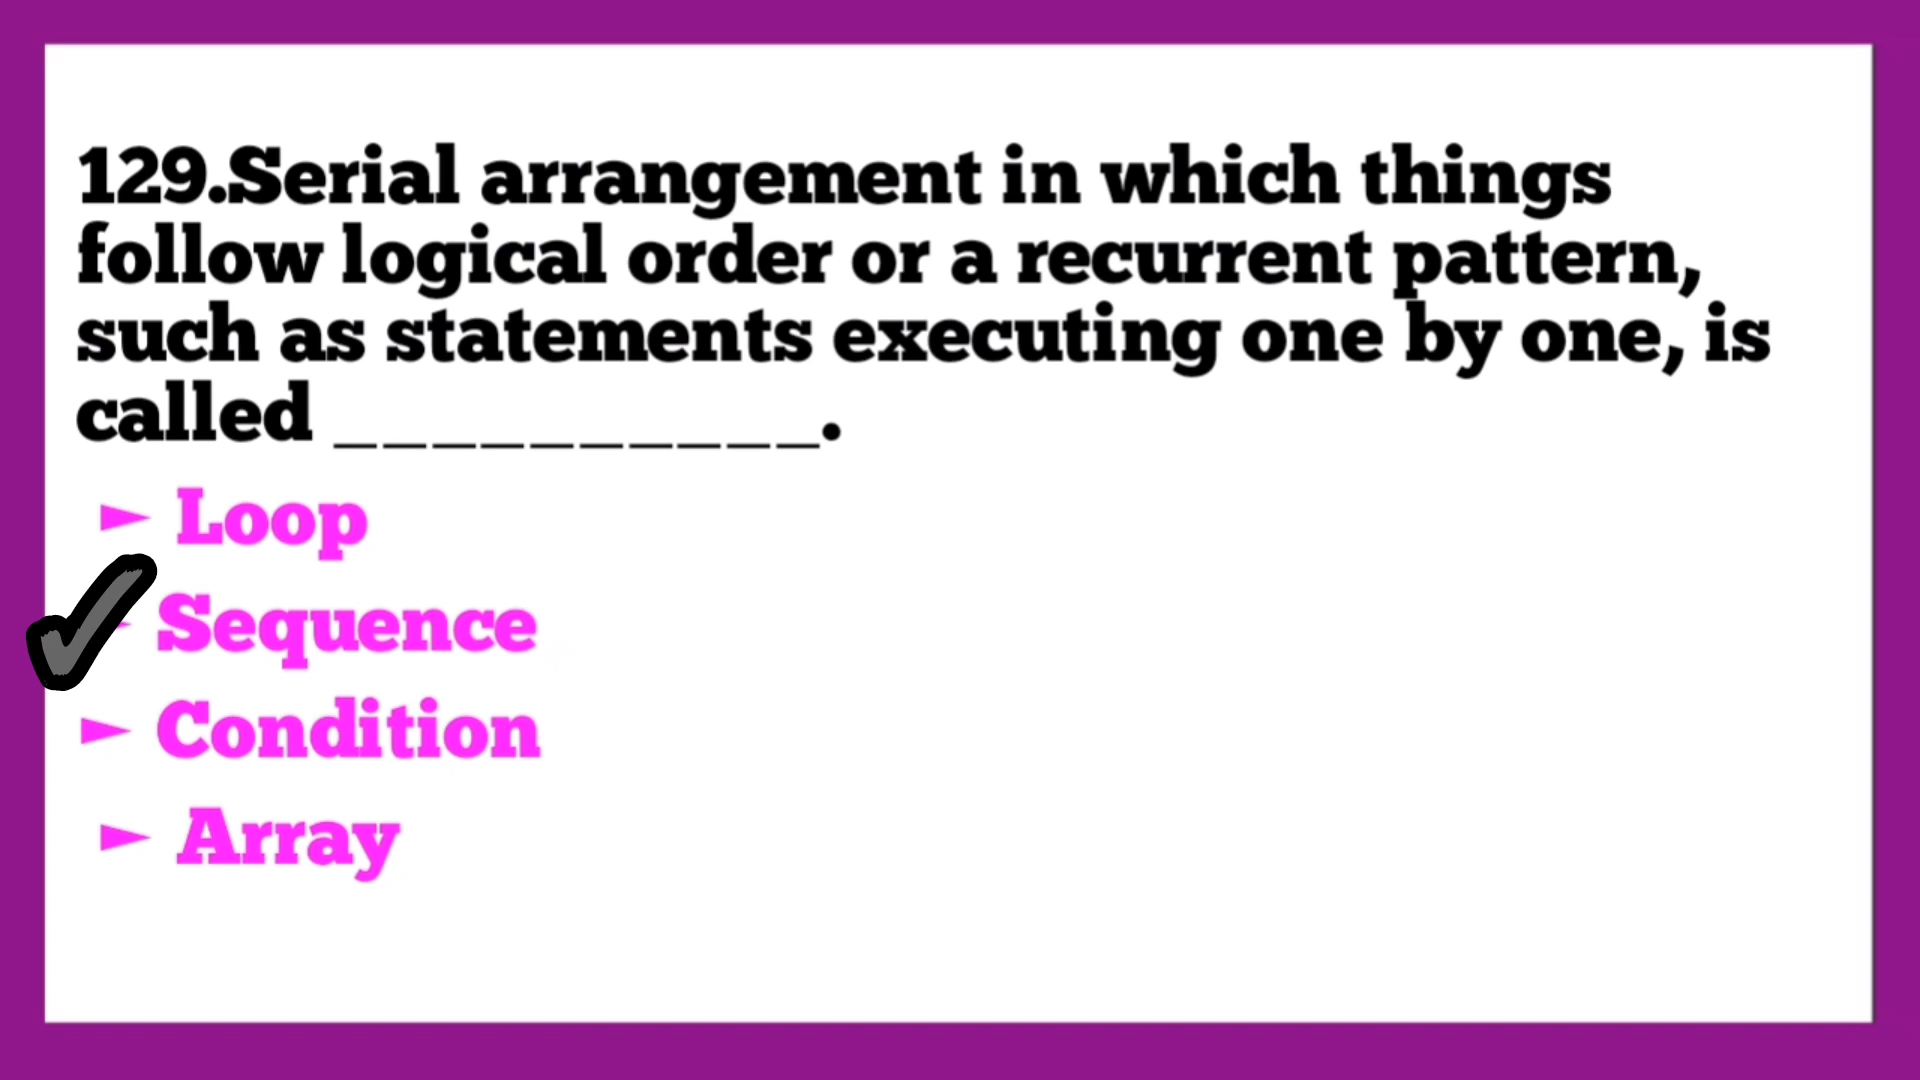 129.Serial arrangement in which things
follow logical order or a recurrent pattern,
such as statements executing one by one, is
called __________.
► Loop
Sequence
► Condition
► Array